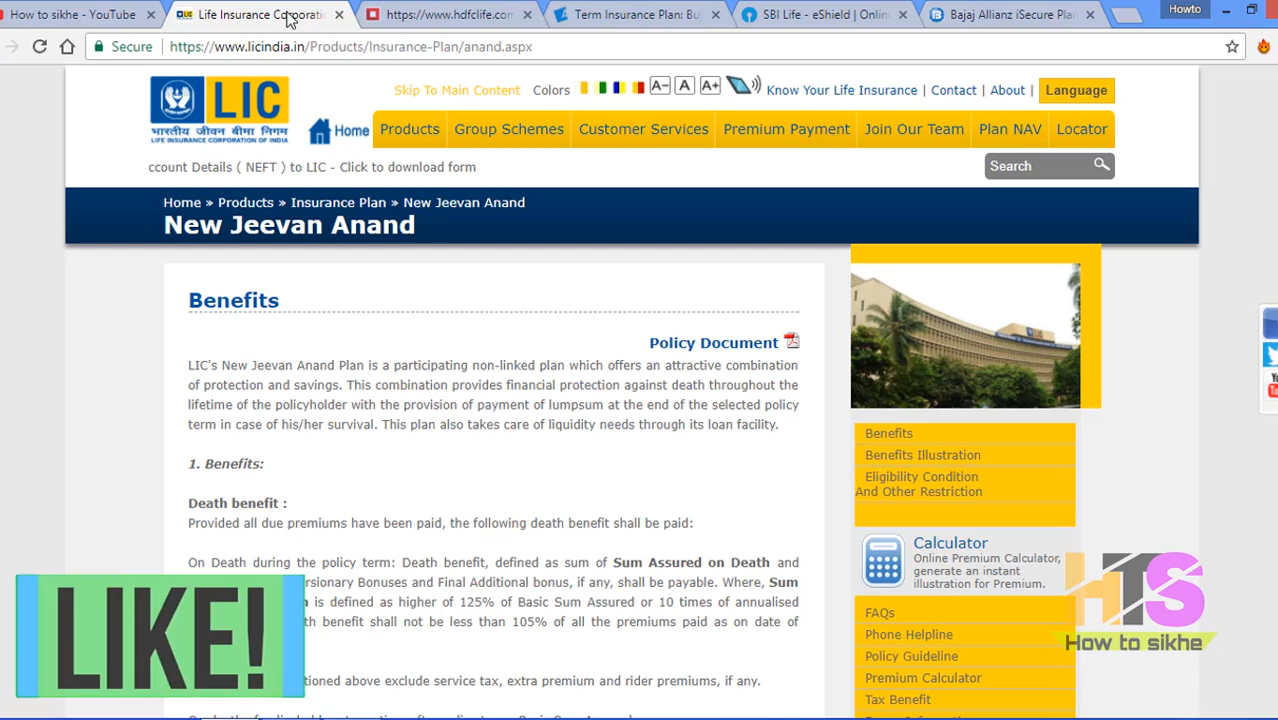 How to sikhe - YouTube
Life Insurance Corporati
https://www.hdfclife.com
Term Insurance Plan: Bu
SBI Life - eShield | Onlin
Bajaj Allianz iSecure Plan
Howto
Secure
https://www.licindia.in/Products/Insurance-Plan/anand.aspx
LIC
भारतीय जीवन बीमा निगम
LIFE INSURANCE CORPORATION OF INDIA
Skip To Main Content Colors A- A A+ Know Your Life Insurance | Contact | About | Language
Home Products Group Schemes Customer Services Premium Payment Join Our Team Plan NAV Locator
ccount Details ( NEFT ) to LIC - Click to download form
Search
Home » Products » Insurance Plan » New Jeevan Anand
New Jeevan Anand
Benefits
Policy Document
LIC's New Jeevan Anand Plan is a participating non-linked plan which offers an attractive combination
of protection and savings. This combination provides financial protection against death throughout the
lifetime of the policyholder with the provision of payment of lumpsum at the end of the selected policy
term in case of his/her survival. This plan also takes care of liquidity needs through its loan facility.
1. Benefits:
Death benefit :
Provided all due premiums have been paid, the following death benefit shall be paid:
On Death during the policy term: Death benefit, defined as sum of Sum Assured on Death and
ersionary Bonuses and Final Additional bonus, if any, shall be payable. Where, Sum
is defined as higher of 125% of Basic Sum Assured or 10 times of annualised
th benefit shall not be less than 105% of all the premiums paid as on date of
tioned above exclude service tax, extra premium and rider premiums, if any.
Benefits
Benefits Illustration
Eligibility Condition
And Other Restriction
Calculator
Online Premium Calculator,
generate an instant
illustration for Premium.
FAQs
Phone Helpline
Policy Guideline
Premium Calculator
Tax Benefit
LIKE!
HTS
How to sikhe